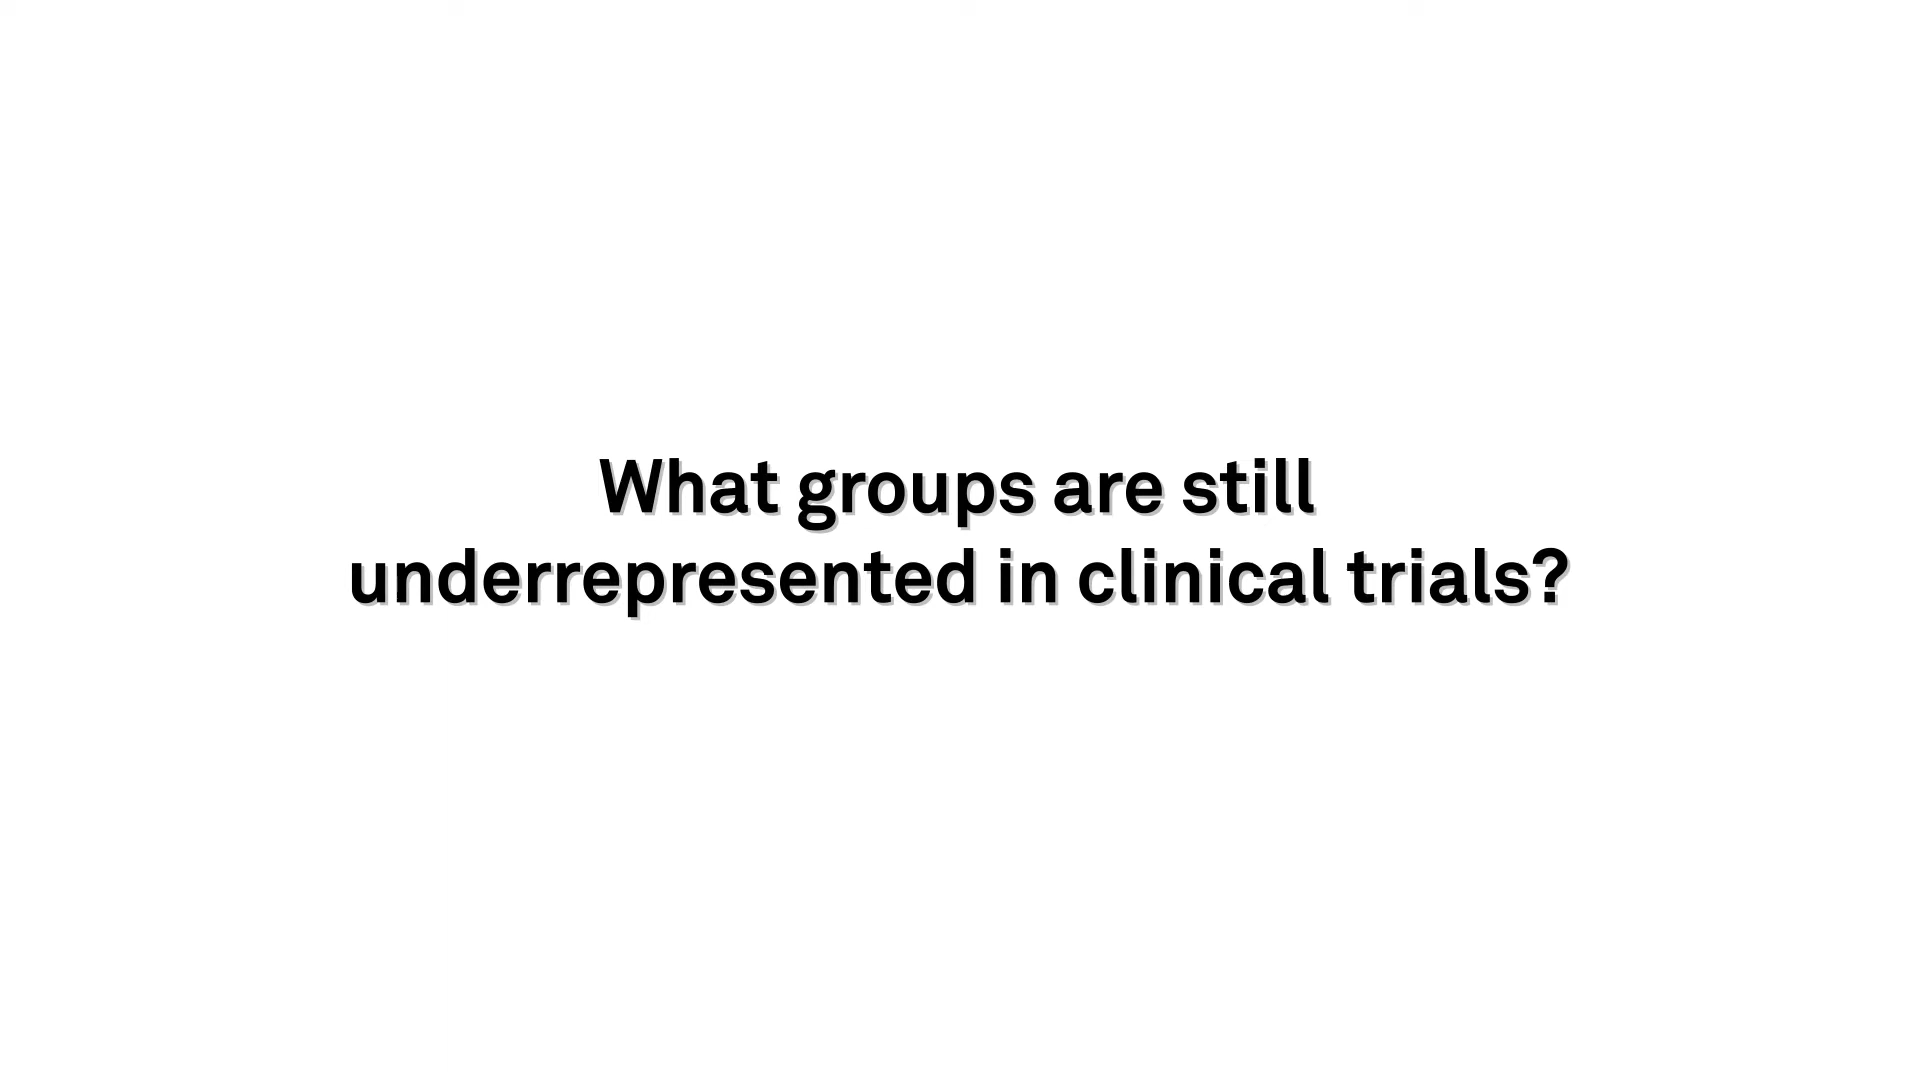 What groups are still
underrepresented in clinical trials?